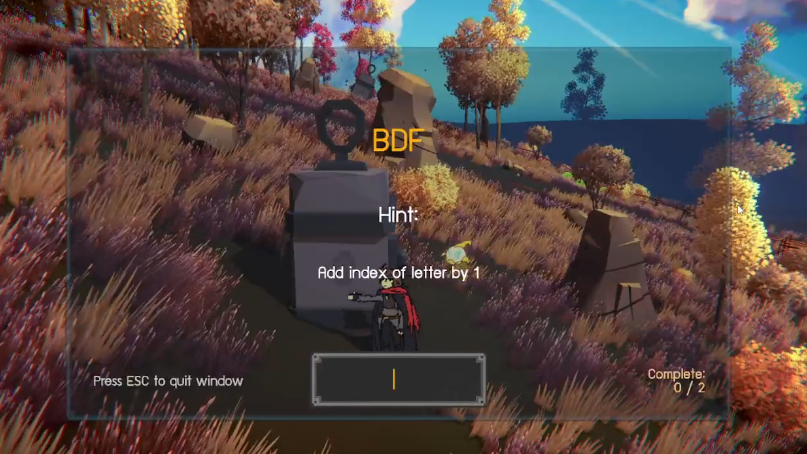 BDF
Hint:
Add index of letter by 1
Press ESC to quit window
Complete:
0 / 2